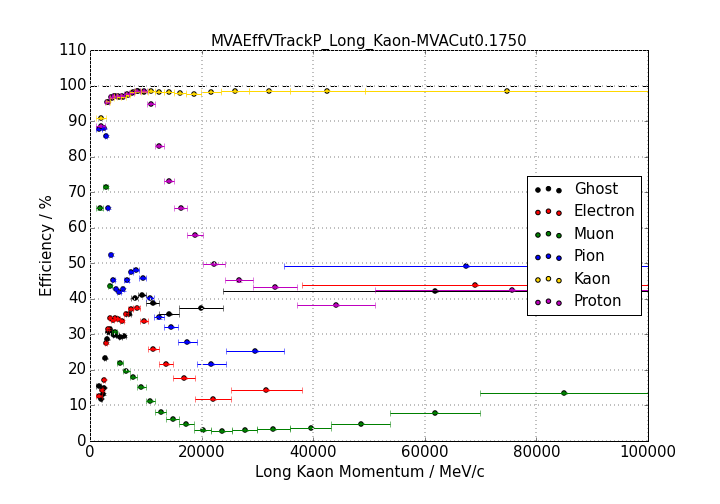 MVAEffVTrackP_Long_Kaon-MVACut0.1750
110
100
90
80
70
60
50
40
30
20
10
0
Efficiency / %
Ghost
Electron
Muon
Pion
Kaon
Proton
0 20000 40000 60000 80000 100000
Long Kaon Momentum / MeV/c